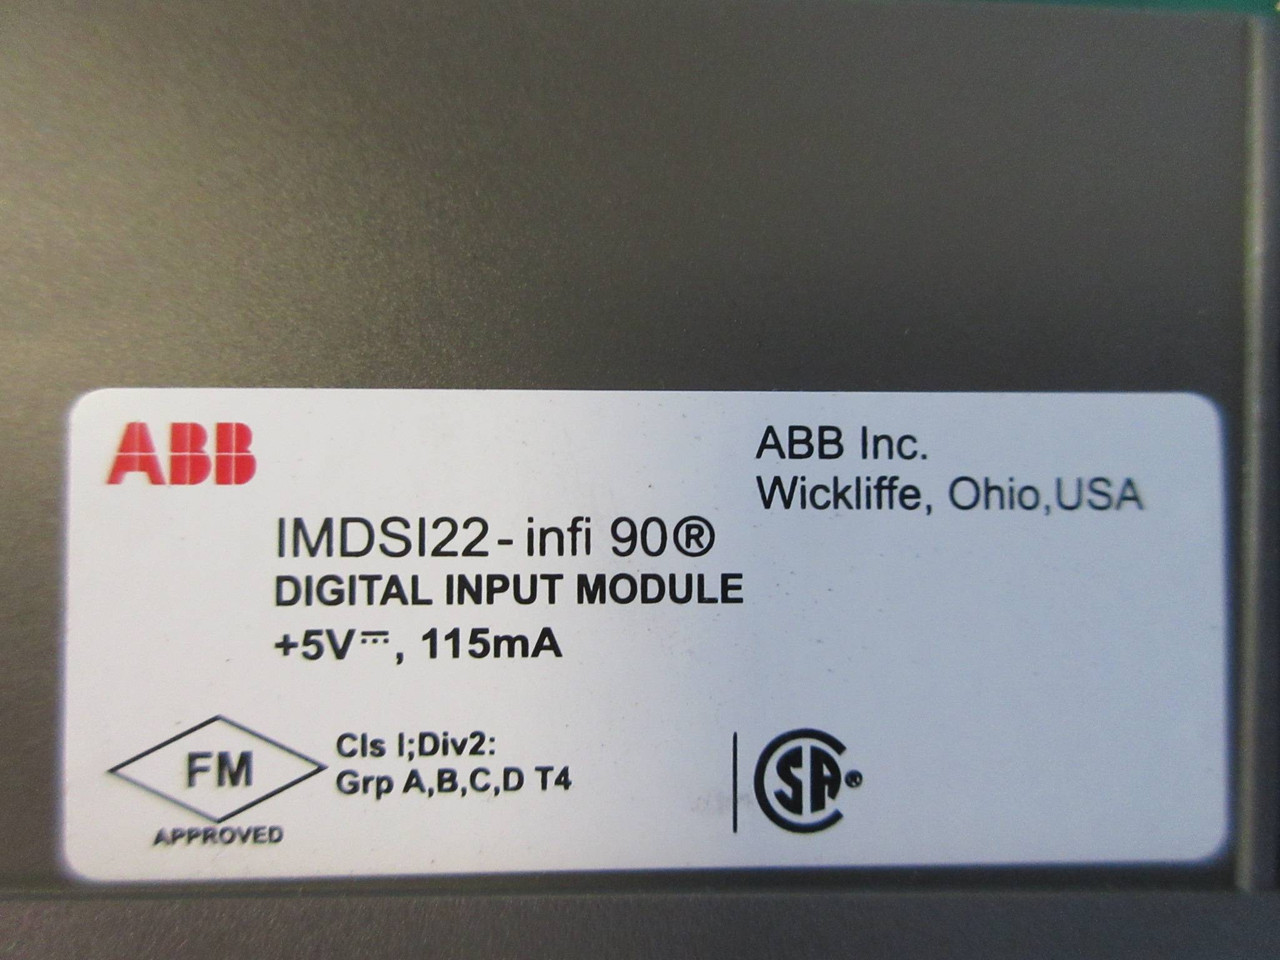 ABB
ABB Inc.
Wickliffe, Ohio,USA
IMDSI22-infi 90®
DIGITAL INPUT MODULE
+5V⎓, 115mA
FM
APPROVED
Cls I;Div2:
Grp A,B,C,D T4
CSA®